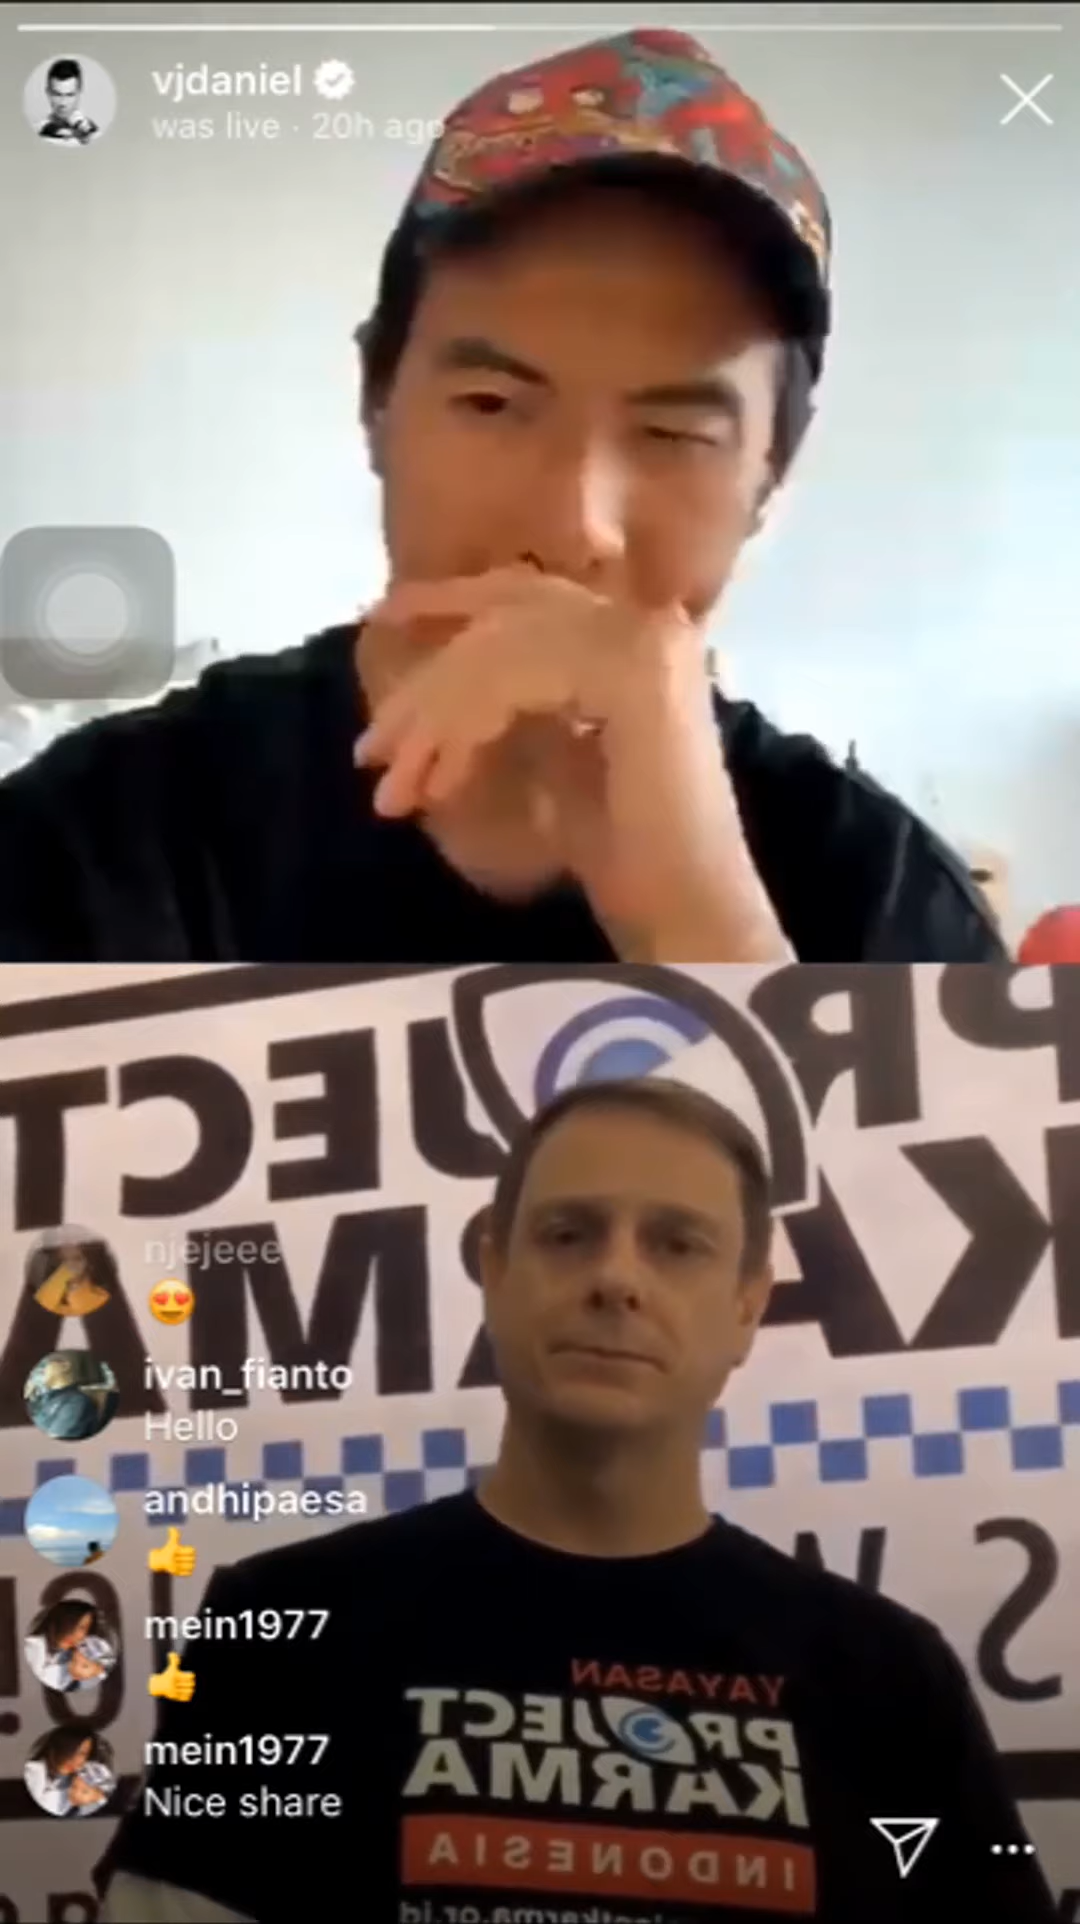 vjdaniel
was live · 20h ago
PROJECT
KARMA
njejeee
😍
ivan_fianto
Hello
andhipaesa
👍
mein1977
👍
mein1977
Nice share
YAYASAN
PROJECT
KARMA
INDONESIA